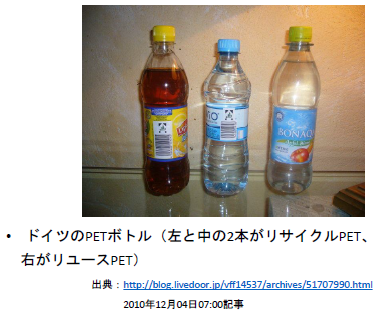 BONAQ
• ドイツのPETボトル（左と中の2本がリサイクルPET、
右がリユースPET）
出典：http://blog.livedoor.jp/vff14537/archives/51707990.html
2010年12月04日07:00記事